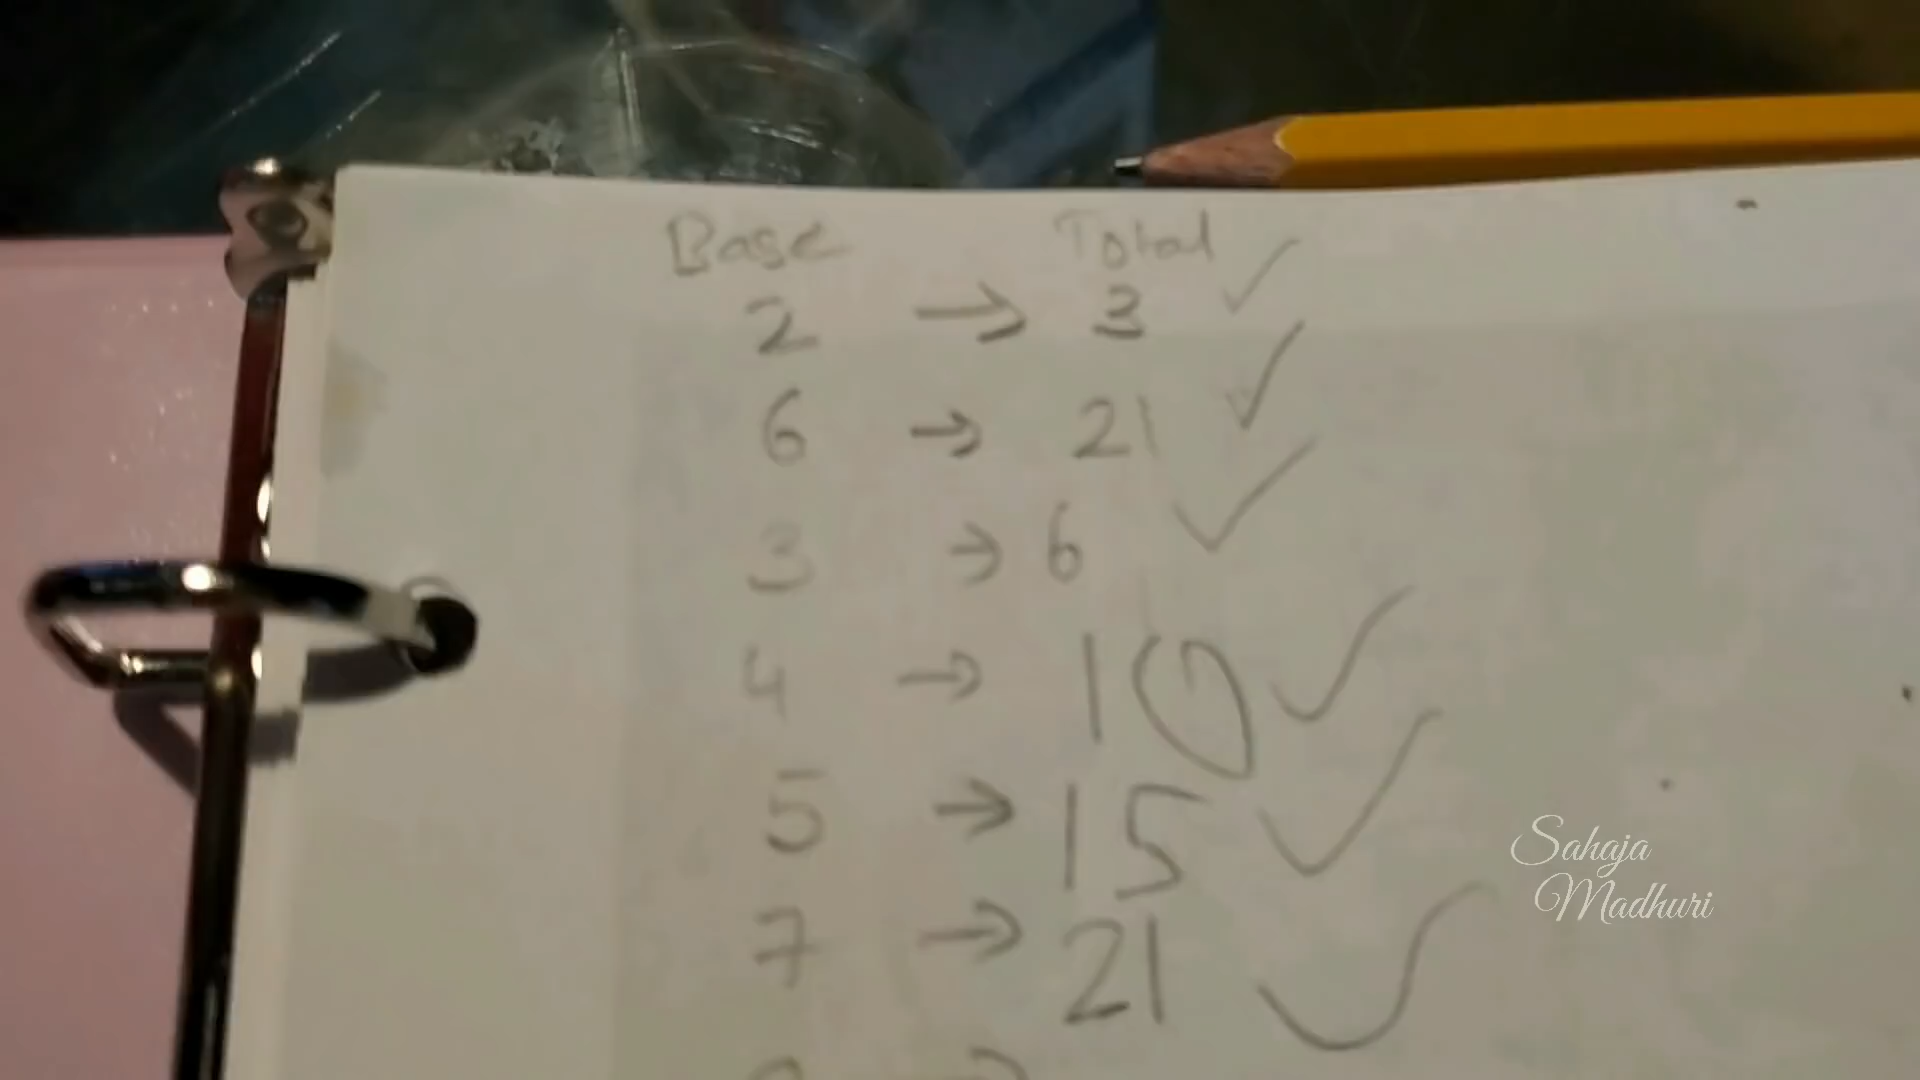 Base Total ✓
2 → 3 ✓
6 → 21 ✓
3 → 6 ✓
4 → 10 ✓
5 → 15 ✓
7 → 21 ✓
Sahaja
Madhuri